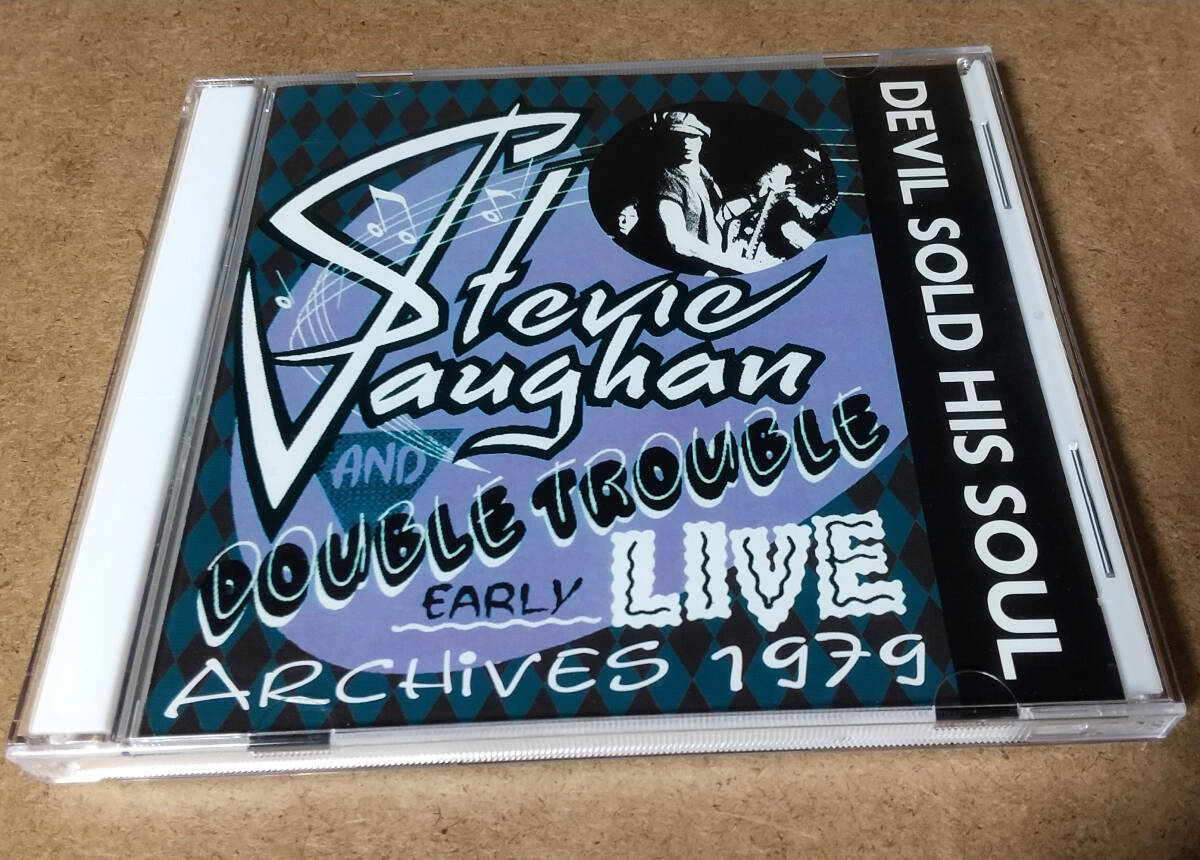 Stevie
Vaughan
AND
DOUBLE TROUBLE
EARLY LIVE
ARCHiVES 1979
DEVIL SOLD HIS SOUL